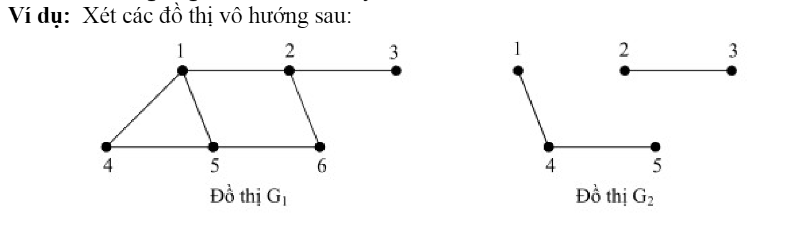 Ví dụ: Xét các đồ thị vô hướng sau:
1 2 3 1 2 3
4 5 6 4 5
Đồ thị G₁ Đồ thị G₂